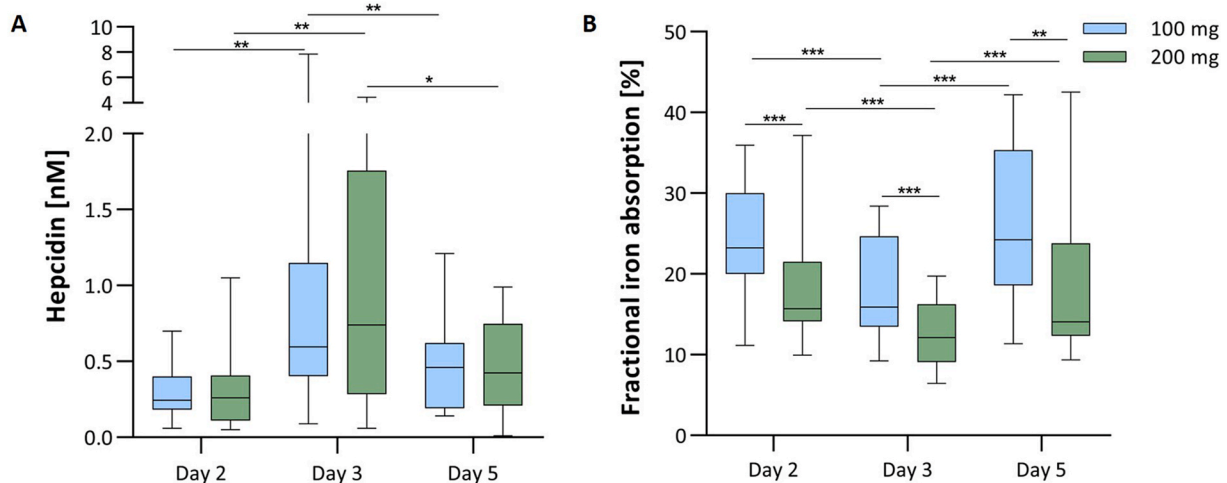 A
Hepcidin [nM]
10
8
6
4
2.0
1.5
1.0
0.5
0.0
**
**
**
*
Day 2
Day 3
Day 5
B
Fractional iron absorption [%]
50
40
30
20
10
0
***
***
***
***
***
***
**
Day 2
Day 3
Day 5
100 mg
200 mg